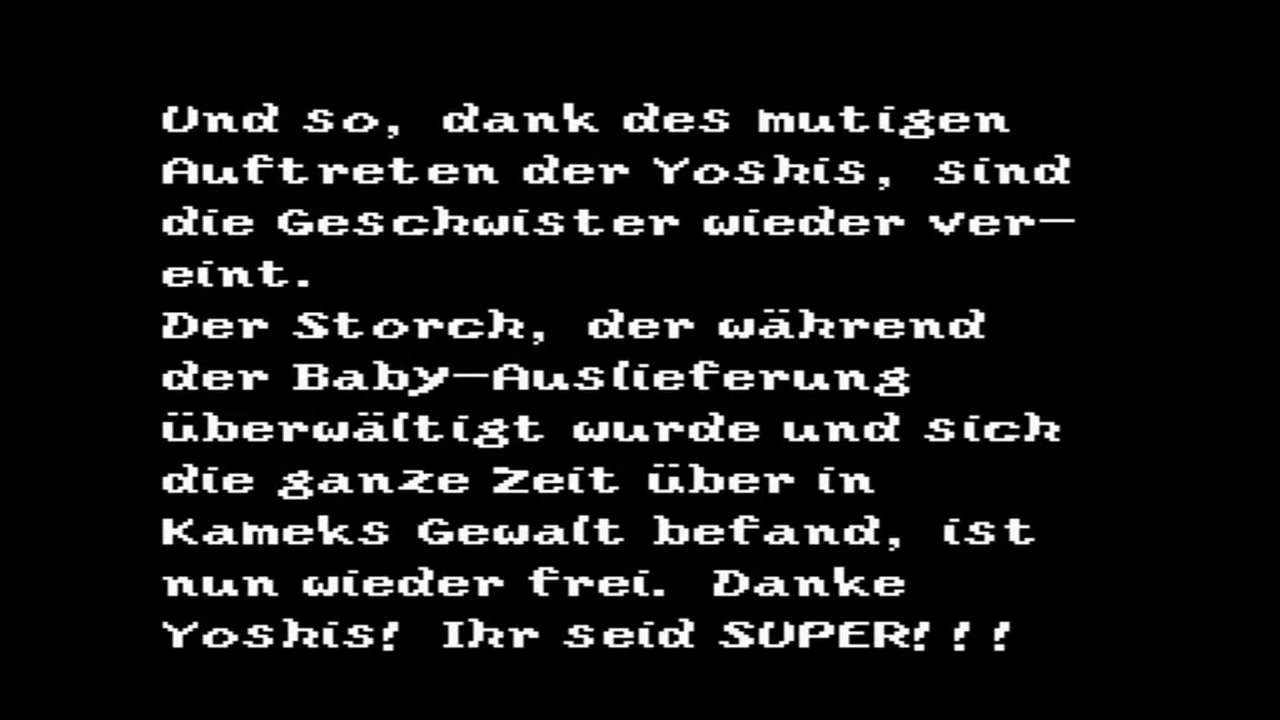 Und so, dank des mutigen
Auftreten der Yoshis, sind
die Geschwister wieder ver-
eint.
Der Storch, der während
der Baby-Auslieferung
überwältigt wurde und sich
die ganze Zeit über in
Kameks Gewalt befand, ist
nun wieder frei. Danke
Yoshis! Ihr seid SUPER!!!